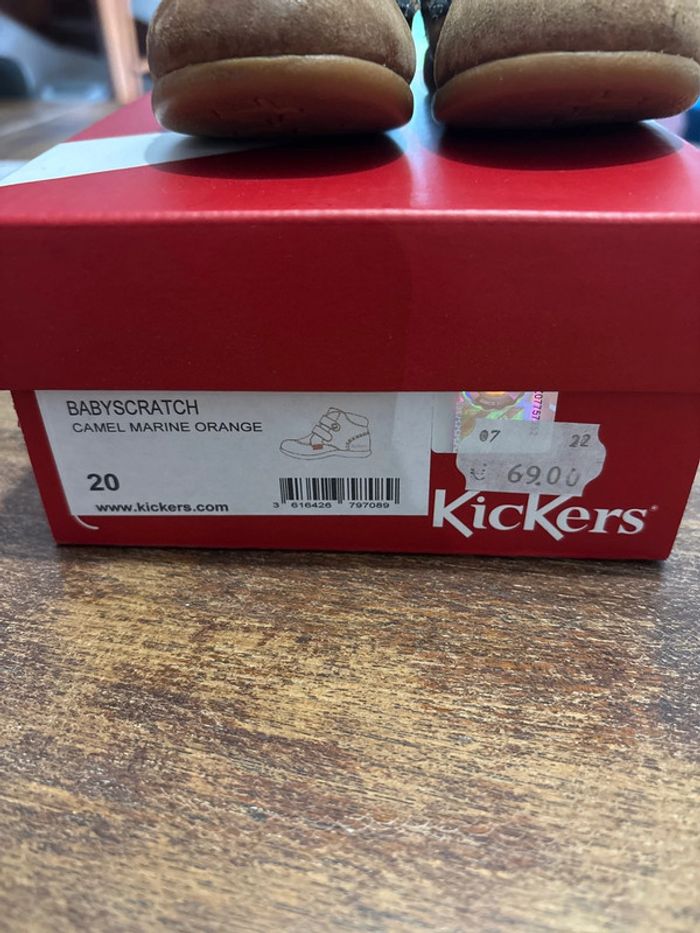 BABYSCRATCH
CAMEL MARINE ORANGE
20
www.kickers.com
3 616426 797089
07 22
69.00
KicKers